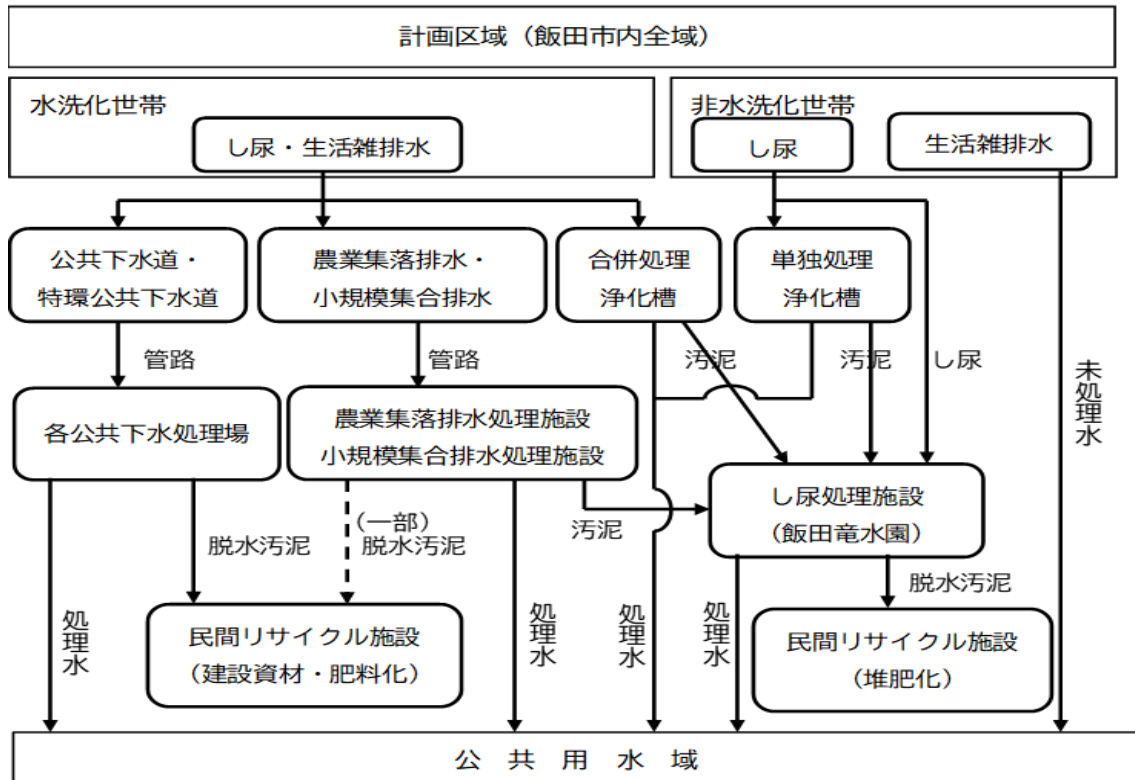 計画区域（飯田市内全域）
水洗化世帯
非水洗化世帯
し尿・生活雑排水
し尿
生活雑排水
公共下水道・
特環公共下水道
農業集落排水・
小規模集合排水
合併処理
浄化槽
単独処理
浄化槽
管路
管路
汚泥
汚泥
し尿
未処理水
各公共下水処理場
農業集落排水処理施設
小規模集合排水処理施設
し尿処理施設
（飯田竜水園）
脱水汚泥
（一部）
脱水汚泥
汚泥
脱水汚泥
処理水
処理水
処理水
処理水
民間リサイクル施設
（建設資材・肥料化）
民間リサイクル施設
（堆肥化）
公共用水域